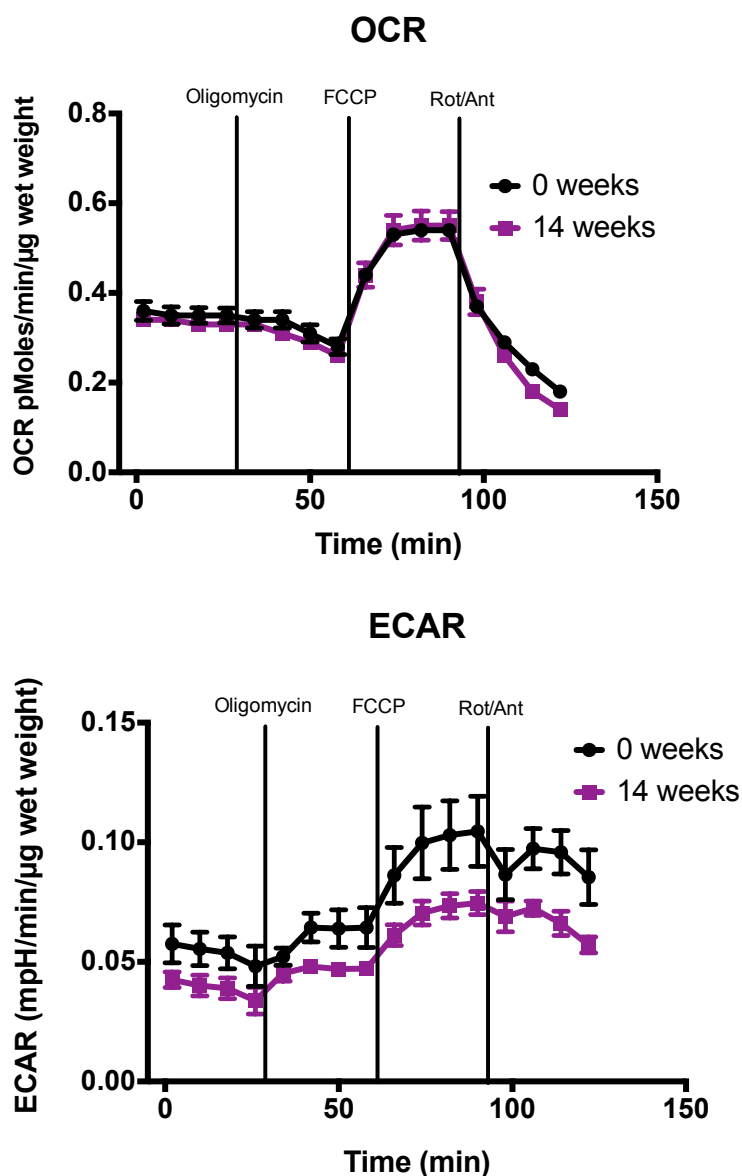 OCR
Oligomycin FCCP Rot/Ant
OCR pMoles/min/µg wet weight
0.8
0.6
0.4
0.2
0.0
0 weeks
14 weeks
0 50 100 150
Time (min)
ECAR
Oligomycin FCCP Rot/Ant
ECAR (mpH/min/µg wet weight)
0.15
0.10
0.05
0.00
0 weeks
14 weeks
0 50 100 150
Time (min)